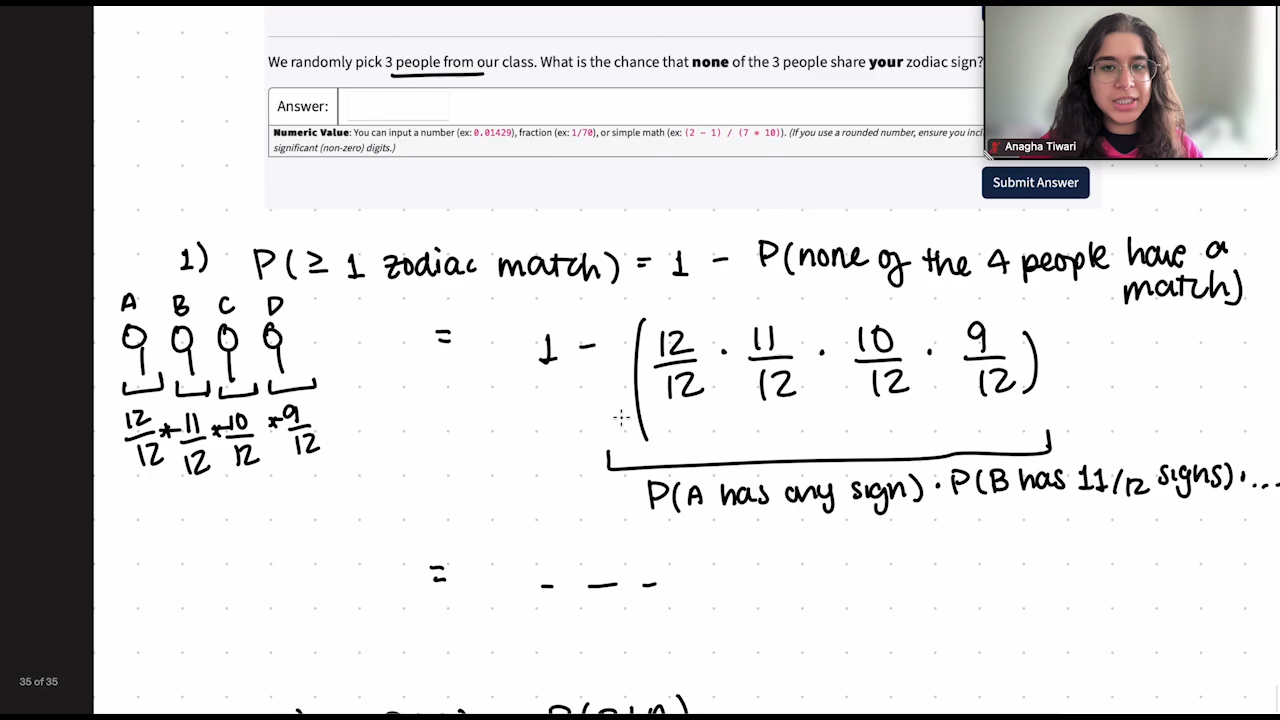 We randomly pick 3 people from our class. What is the chance that none of the 3 people share your zodiac sign?
Answer:
Numeric Value: You can input a number (ex: 0.01429), fraction (ex: 1/70), or simple math (ex: (2 − 1) / (7 * 10)). (If you use a rounded number, ensure you
significant (non-zero) digits.)
Anagha Tiwari
Submit Answer
1) P(≥ 1 zodiac match) = 1 − P(none of the 4 people have a
match)
A B C D
= 1 − (12/12 · 11/12 · 10/12 · 9/12)
12/12 * 11/12 * 10/12 * 9/12
P(A has any sign) · P(B has 11/12 signs) · ...
= - — -
35 of 35